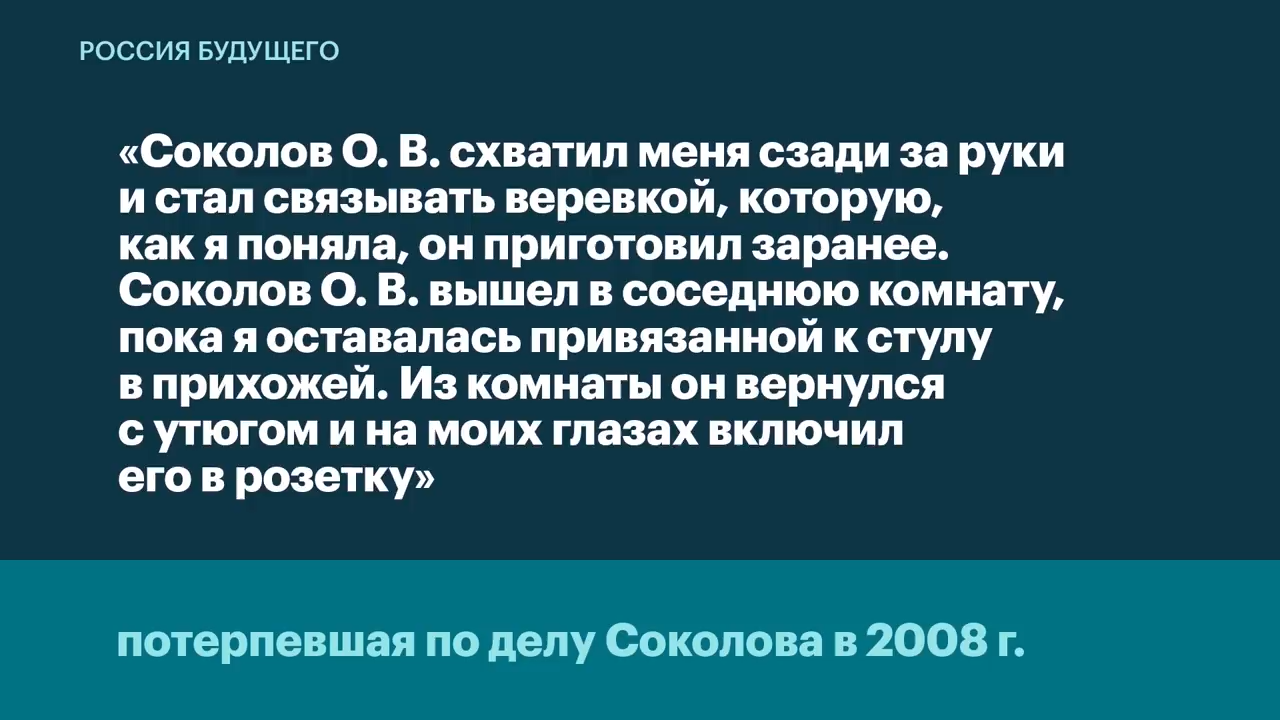 РОССИЯ БУДУЩЕГО
«Соколов О. В. схватил меня сзади за руки
и стал связывать веревкой, которую,
как я поняла, он приготовил заранее.
Соколов О. В. вышел в соседнюю комнату,
пока я оставалась привязанной к стулу
в прихожей. Из комнаты он вернулся
с утюгом и на моих глазах включил
его в розетку»
потерпевшая по делу Соколова в 2008 г.